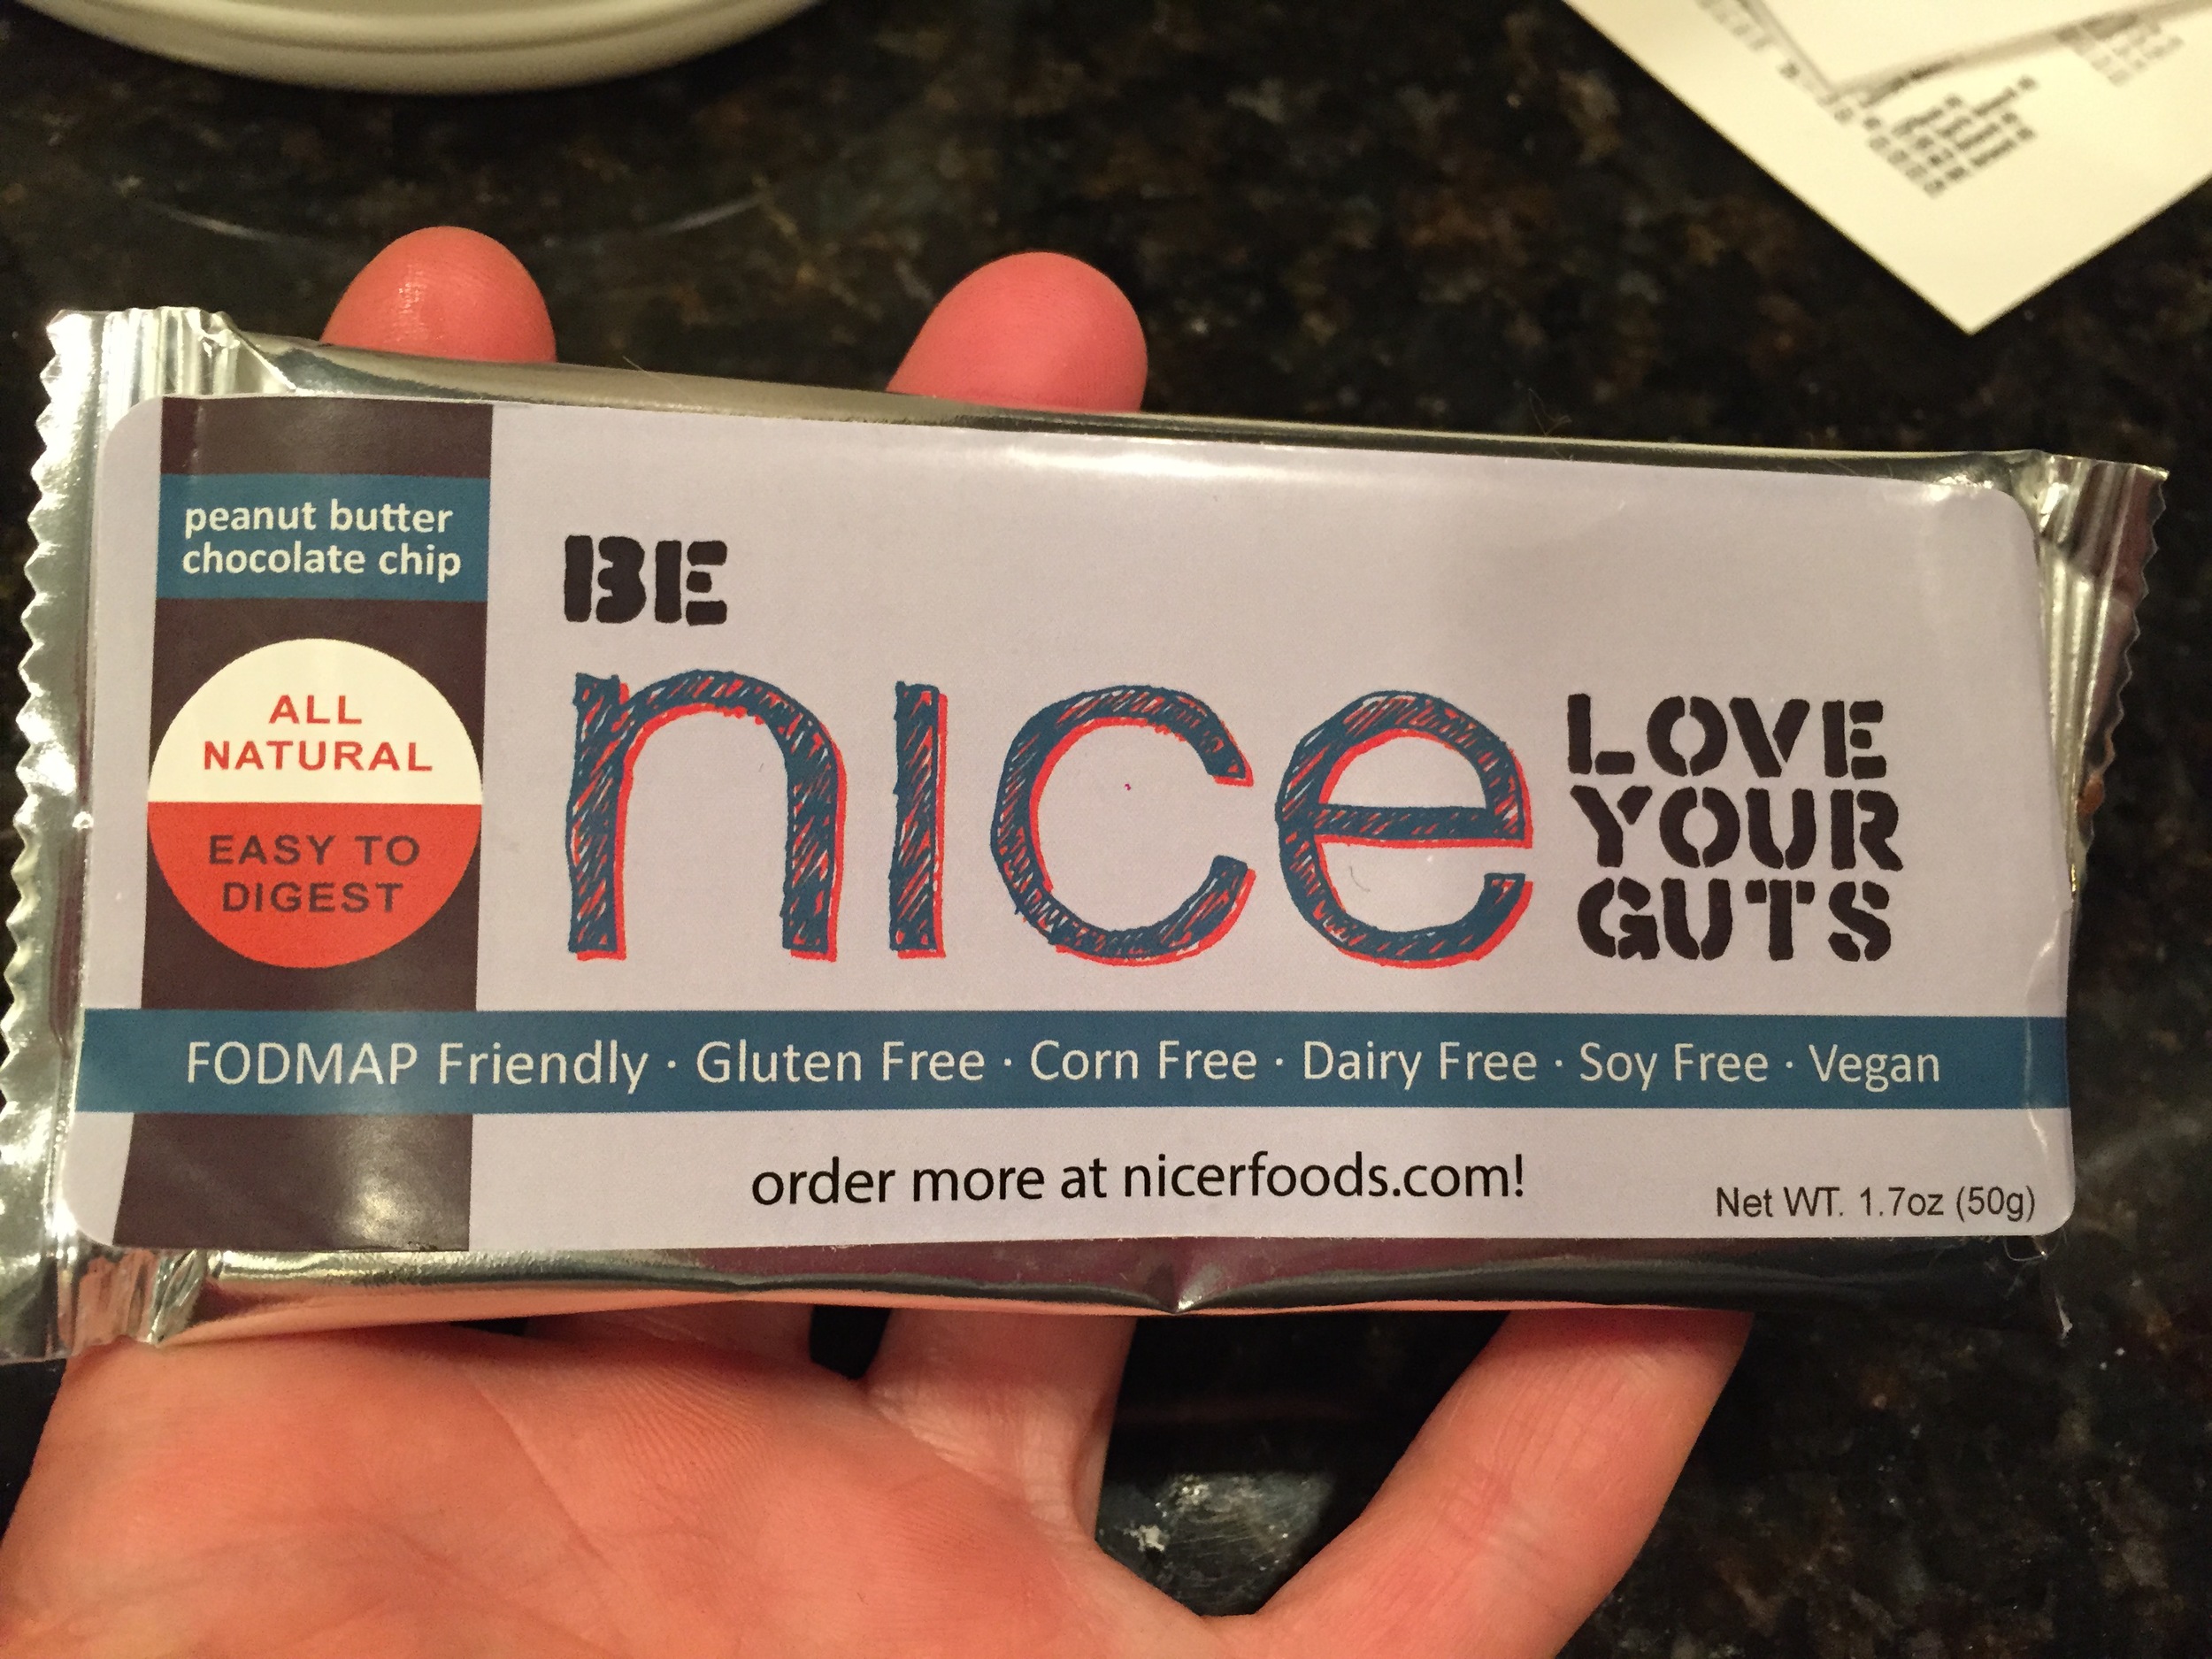 peanut butter
chocolate chip
ALL
NATURAL
EASY TO
DIGEST
BE
nice
LOVE
YOUR
GUTS
FODMAP Friendly · Gluten Free · Corn Free · Dairy Free · Soy Free · Vegan
order more at nicerfoods.com!
Net WT. 1.7oz (50g)